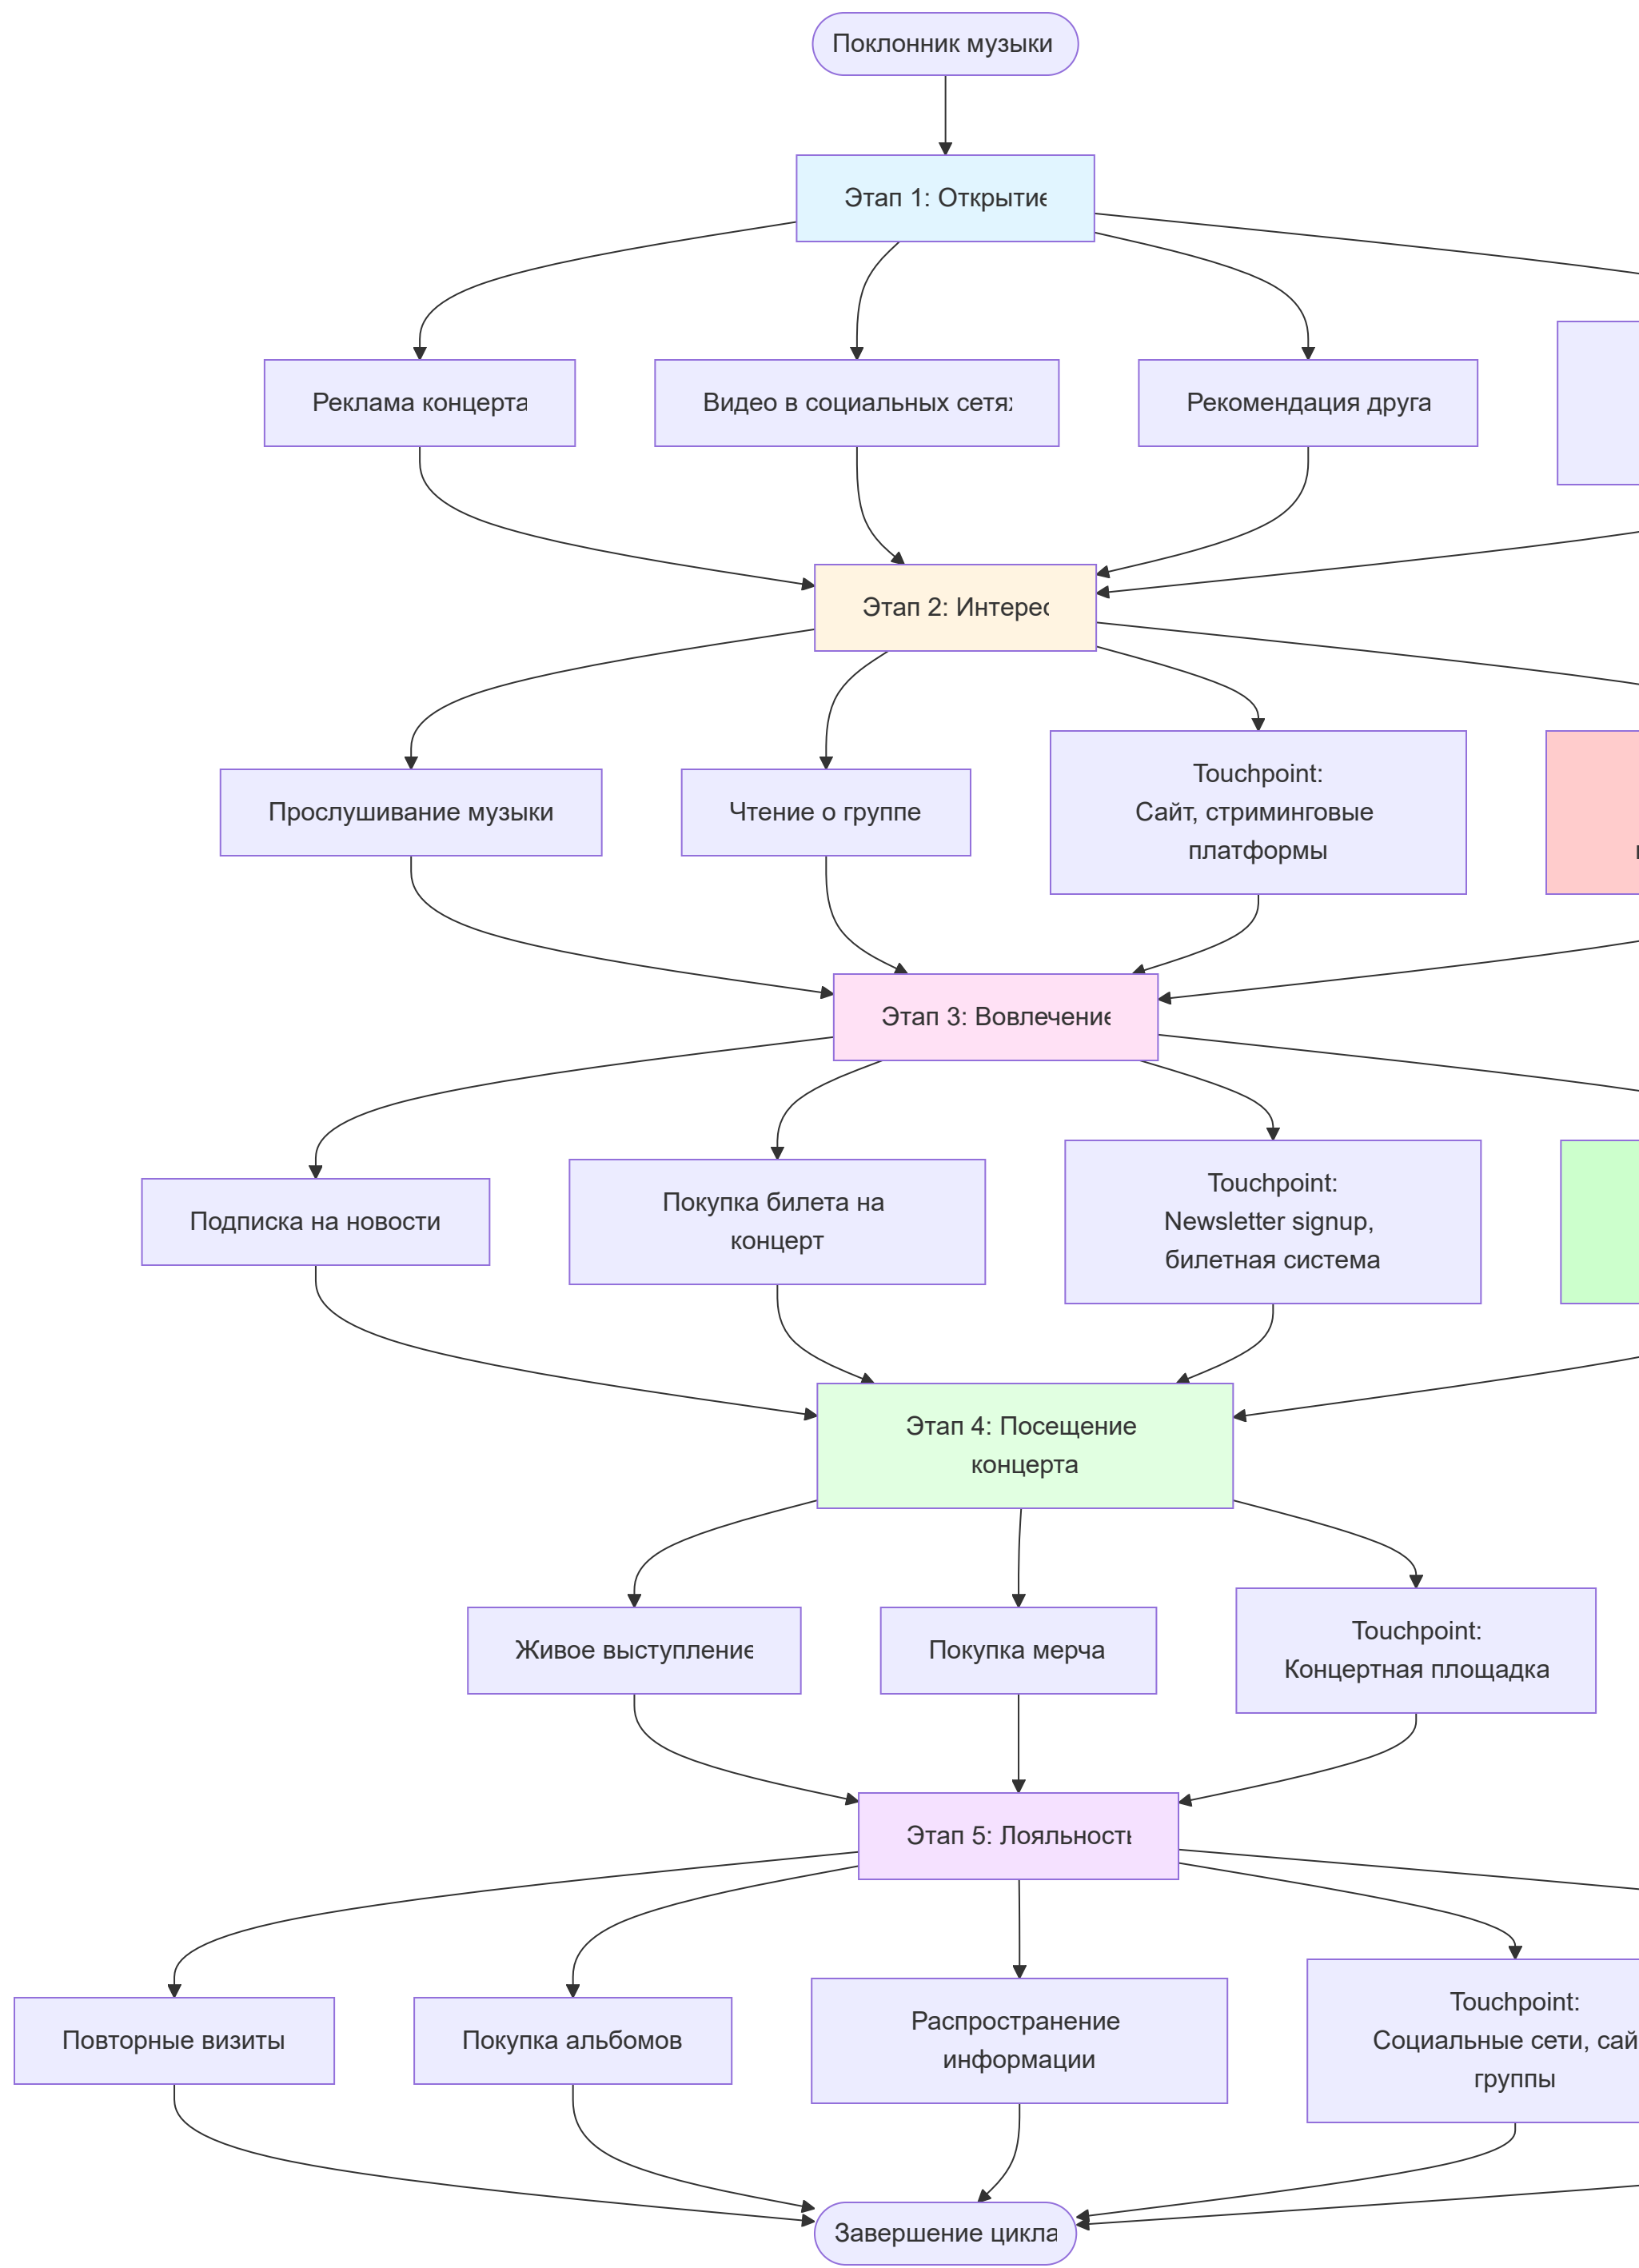 Поклонник музыки
Этап 1: Открытие
Реклама концерта
Видео в социальных сетях
Рекомендация друга
Этап 2: Интерес
Прослушивание музыки
Чтение о группе
Touchpoint:
Сайт, стриминговые
платформы
Этап 3: Вовлечение
Подписка на новости
Покупка билета на
концерт
Touchpoint:
Newsletter signup,
билетная система
Этап 4: Посещение
концерта
Живое выступление
Покупка мерча
Touchpoint:
Концертная площадка
Этап 5: Лояльность
Повторные визиты
Покупка альбомов
Распространение
информации
Touchpoint:
Социальные сети, сай
группы
Завершение цикла